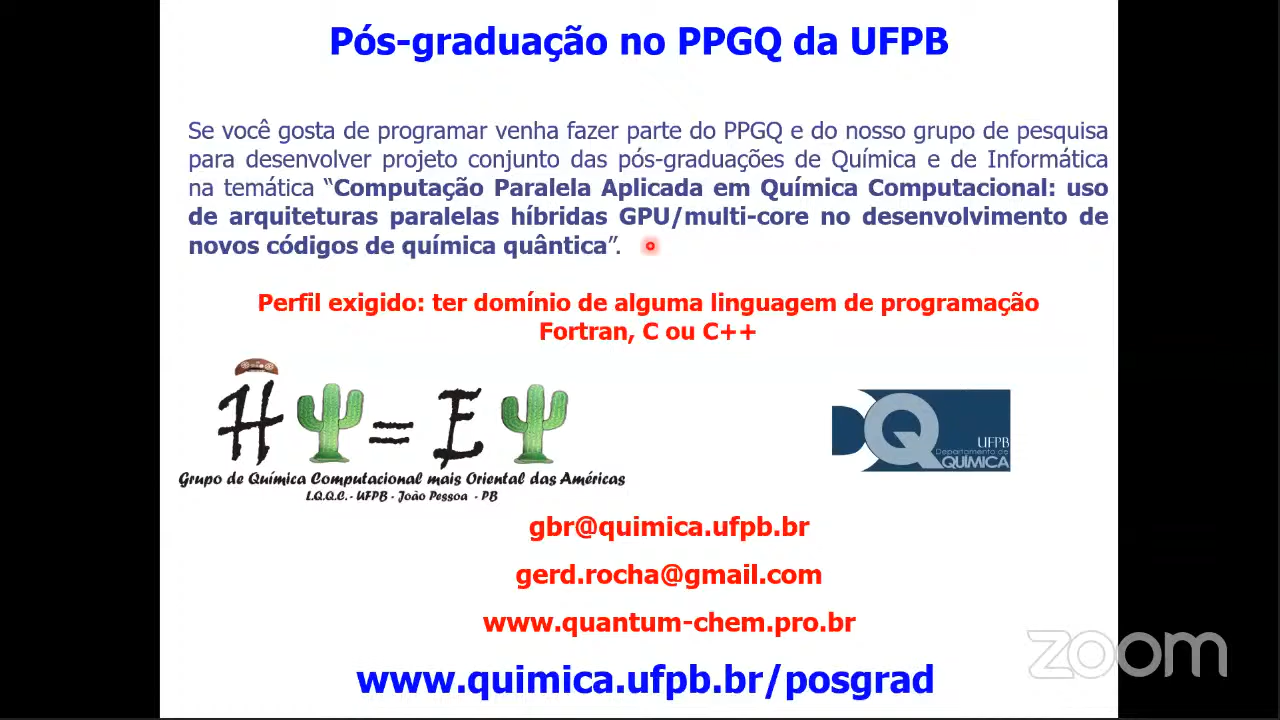 Pós-graduação no PPGQ da UFPB
Se você gosta de programar venha fazer parte do PPGQ e do nosso grupo de pesquisa
para desenvolver projeto conjunto das pós-graduações de Química e de Informática
na temática “Computação Paralela Aplicada em Química Computacional: uso
de arquiteturas paralelas híbridas GPU/multi-core no desenvolvimento de
novos códigos de química quântica”.
Perfil exigido: ter domínio de alguma linguagem de programação
Fortran, C ou C++
H = E
Grupo de Química Computacional mais Oriental das Américas
L.Q.Q.C. - UFPB - João Pessoa - PB
DQ
UFPB
Departamento de
QUÍMICA
gbr@quimica.ufpb.br
gerd.rocha@gmail.com
www.quantum-chem.pro.br
www.quimica.ufpb.br/posgrad
zoom